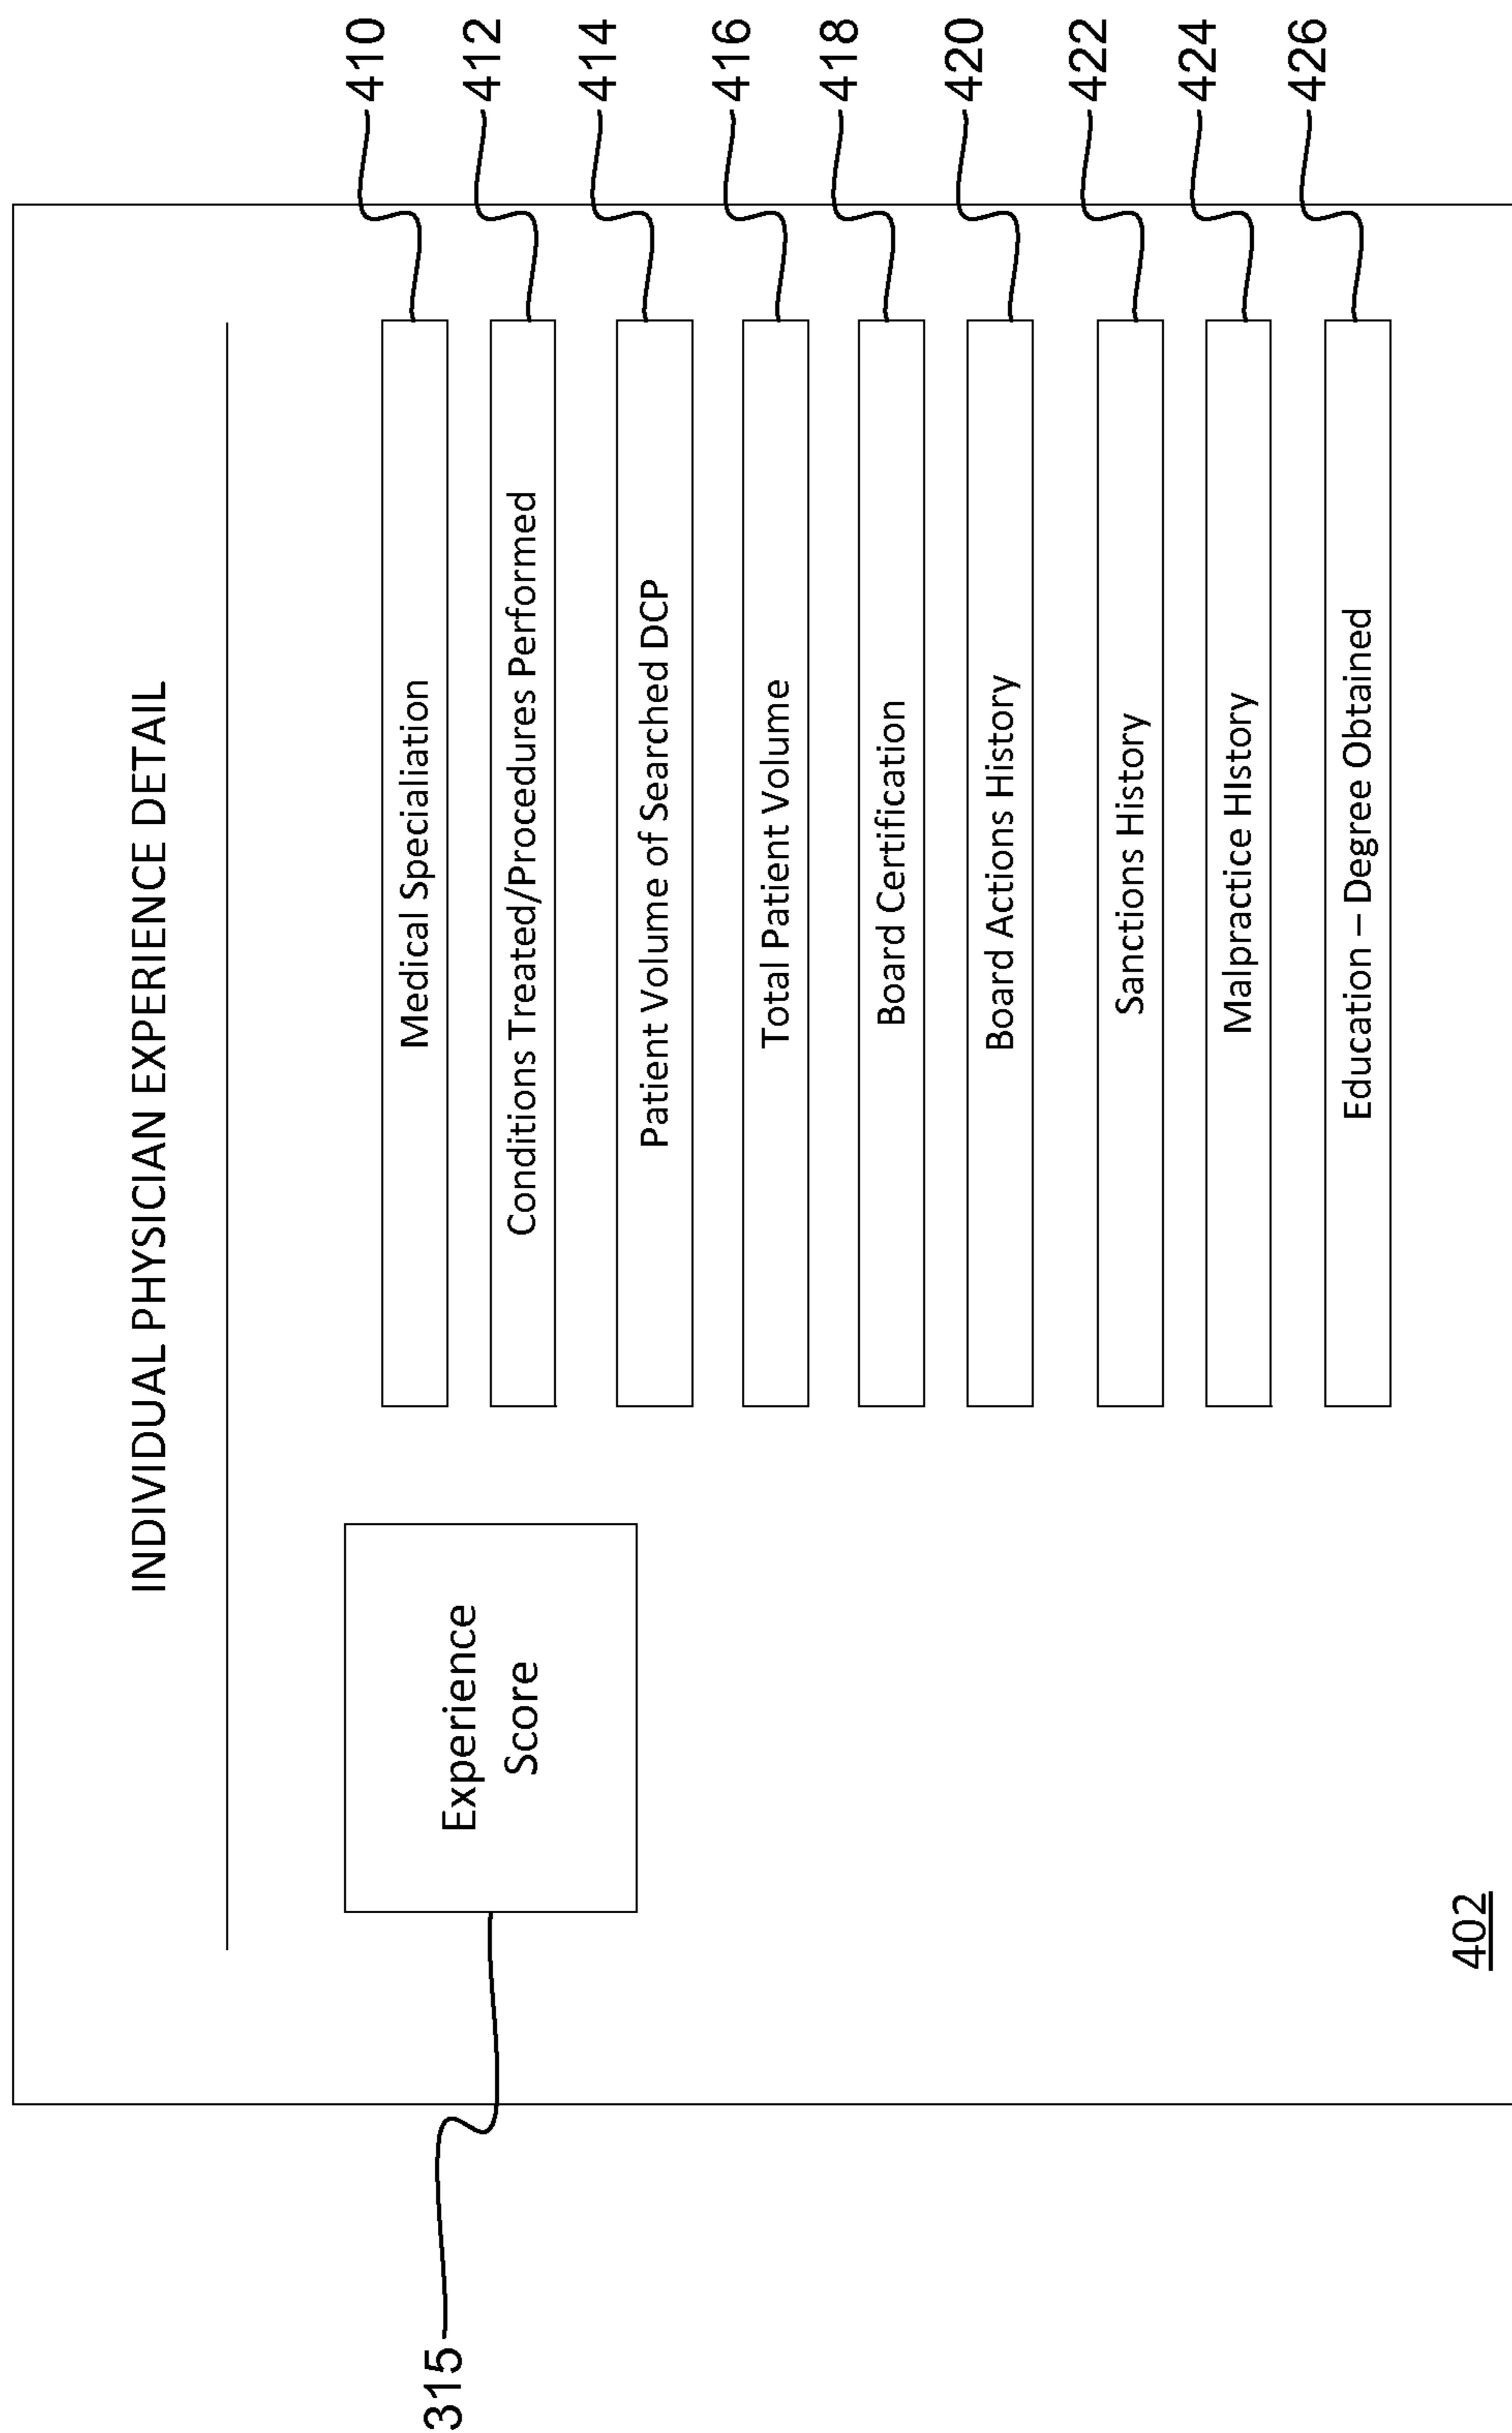 INDIVIDUAL PHYSICIAN EXPERIENCE DETAIL
315
Experience
Score
Medical Specialiation
410
Conditions Treated/Procedures Performed
412
Patient Volume of Searched DCP
414
Total Patient Volume
416
Board Certification
418
Board Actions History
420
Sanctions History
422
Malpractice HIstory
424
Education – Degree Obtained
426
402